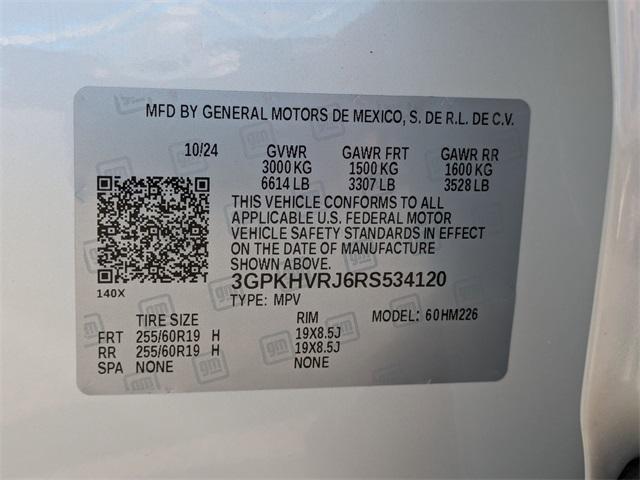 MFD BY GENERAL MOTORS DE MEXICO, S. DE R.L. DE C.V.
10/24 GVWR GAWR FRT GAWR RR
3000 KG 1500 KG 1600 KG
6614 LB 3307 LB 3528 LB
THIS VEHICLE CONFORMS TO ALL
APPLICABLE U.S. FEDERAL MOTOR
VEHICLE SAFETY STANDARDS IN EFFECT
ON THE DATE OF MANUFACTURE
SHOWN ABOVE.
3GPKHVRJ6RS534120
140X
TYPE: MPV
TIRE SIZE RIM MODEL: 60HM226
FRT 255/60R19 H 19X8.5J
RR 255/60R19 H 19X8.5J
SPA NONE NONE
gm